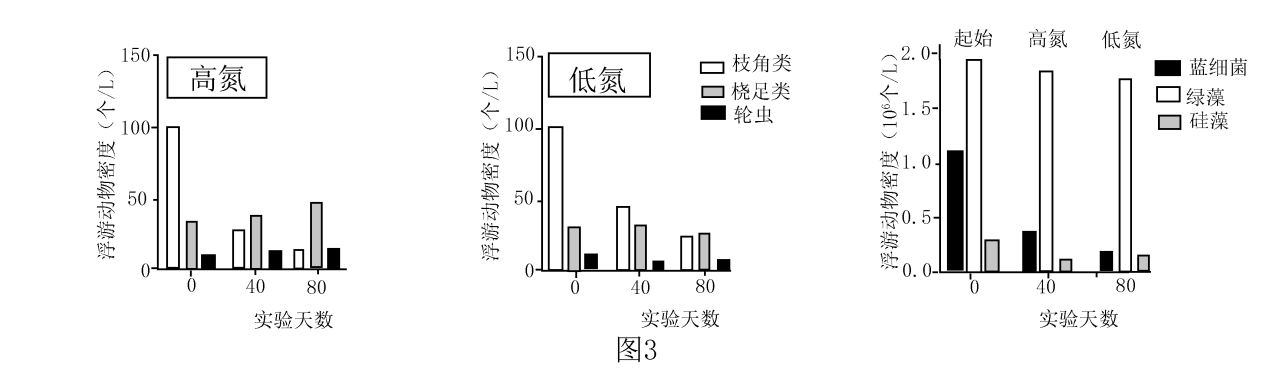 浮游动物密度（个/L）
150
100
50
0
高氮
0 40 80
实验天数
浮游动物密度（个/L）
150
100
50
0
低氮
枝角类
桡足类
轮虫
0 40 80
实验天数
浮游动物密度（10⁶个/L）
2.0
1.5
1.0
0.5
0.0
起始 高氮 低氮
蓝细菌
绿藻
硅藻
0 40 80
实验天数
图3